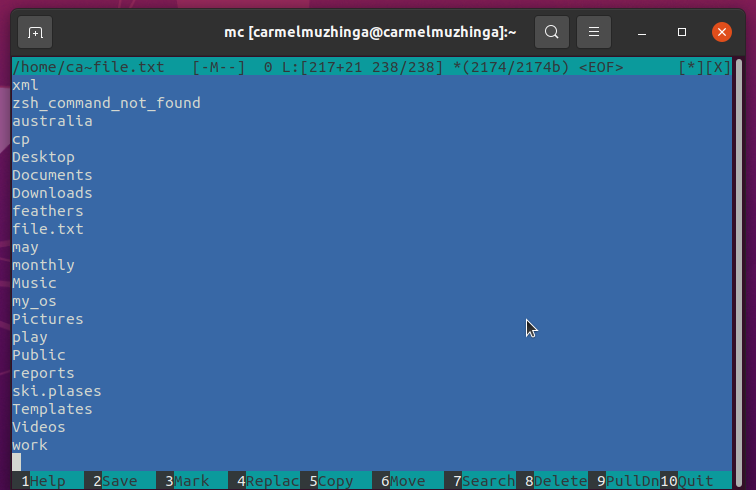 mc [carmelmuzhinga@carmelmuzhinga]:~
/home/ca~file.txt   [-M--]  0 L:[217+21 238/238] *(2174/2174b) <EOF>      [*][X]
xml
zsh_command_not_found
australia
cp
Desktop
Documents
Downloads
feathers
file.txt
may
monthly
Music
my_os
Pictures
play
Public
reports
ski.plases
Templates
Videos
work
1Help  2Save  3Mark  4Replac 5Copy  6Move  7Search 8Delete 9PullDn 10Quit